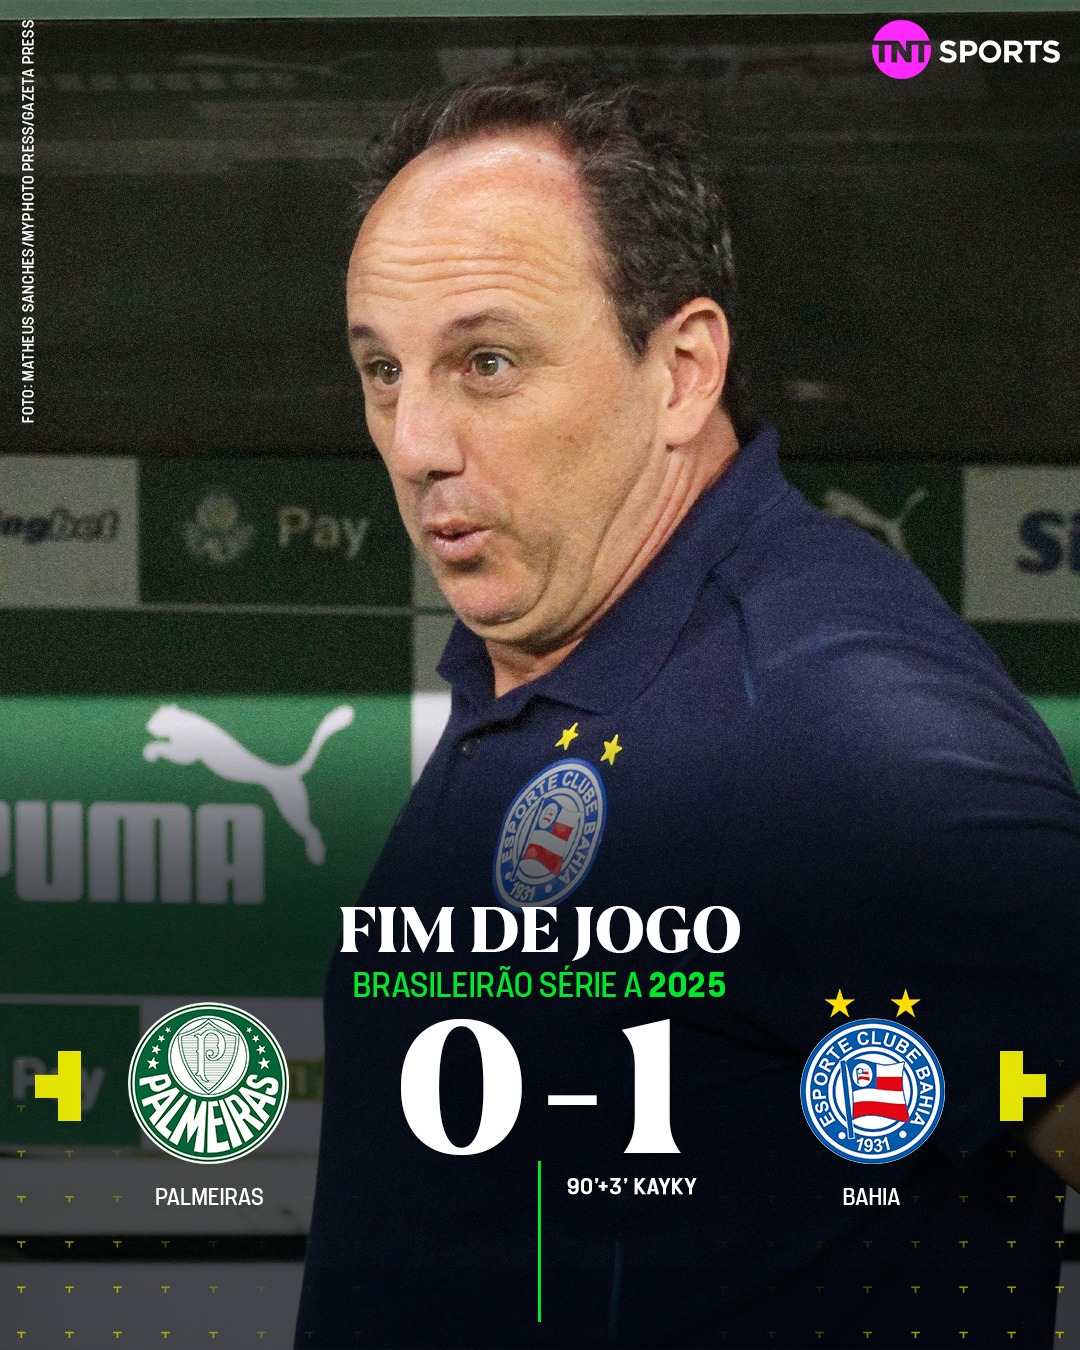 FOTO: MATHEUS SANCHES/MYPHOTO PRESS/GAZETA PRESS
TNT SPORTS
Pay
PUMA
ESPORTE CLUBE BAHIA
1931
FIM DE JOGO
BRASILEIRÃO SÉRIE A 2025
0 - 1
90'+3' KAYKY
P
PALMEIRAS
PALMEIRAS
ESPORTE CLUBE BAHIA
1931
BAHIA
Pay